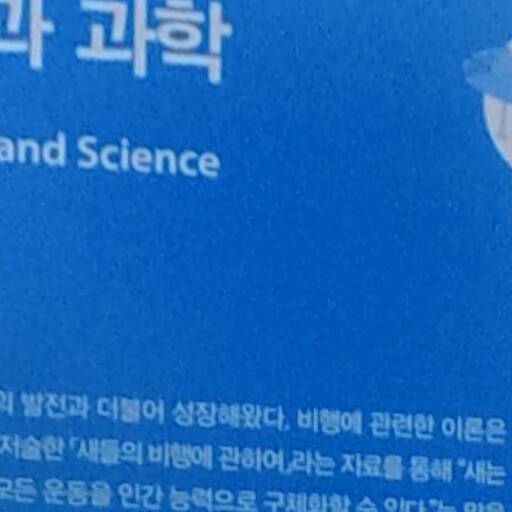 과 과학
and Science
의 발전과 더불어 성장해왔다. 비행에 관련한 이론은
저술한 「새들의 비행에 관하여」라는 자료를 통해 "새는
모든 운동을 인간 능력으로 구체화할 수 있다"는